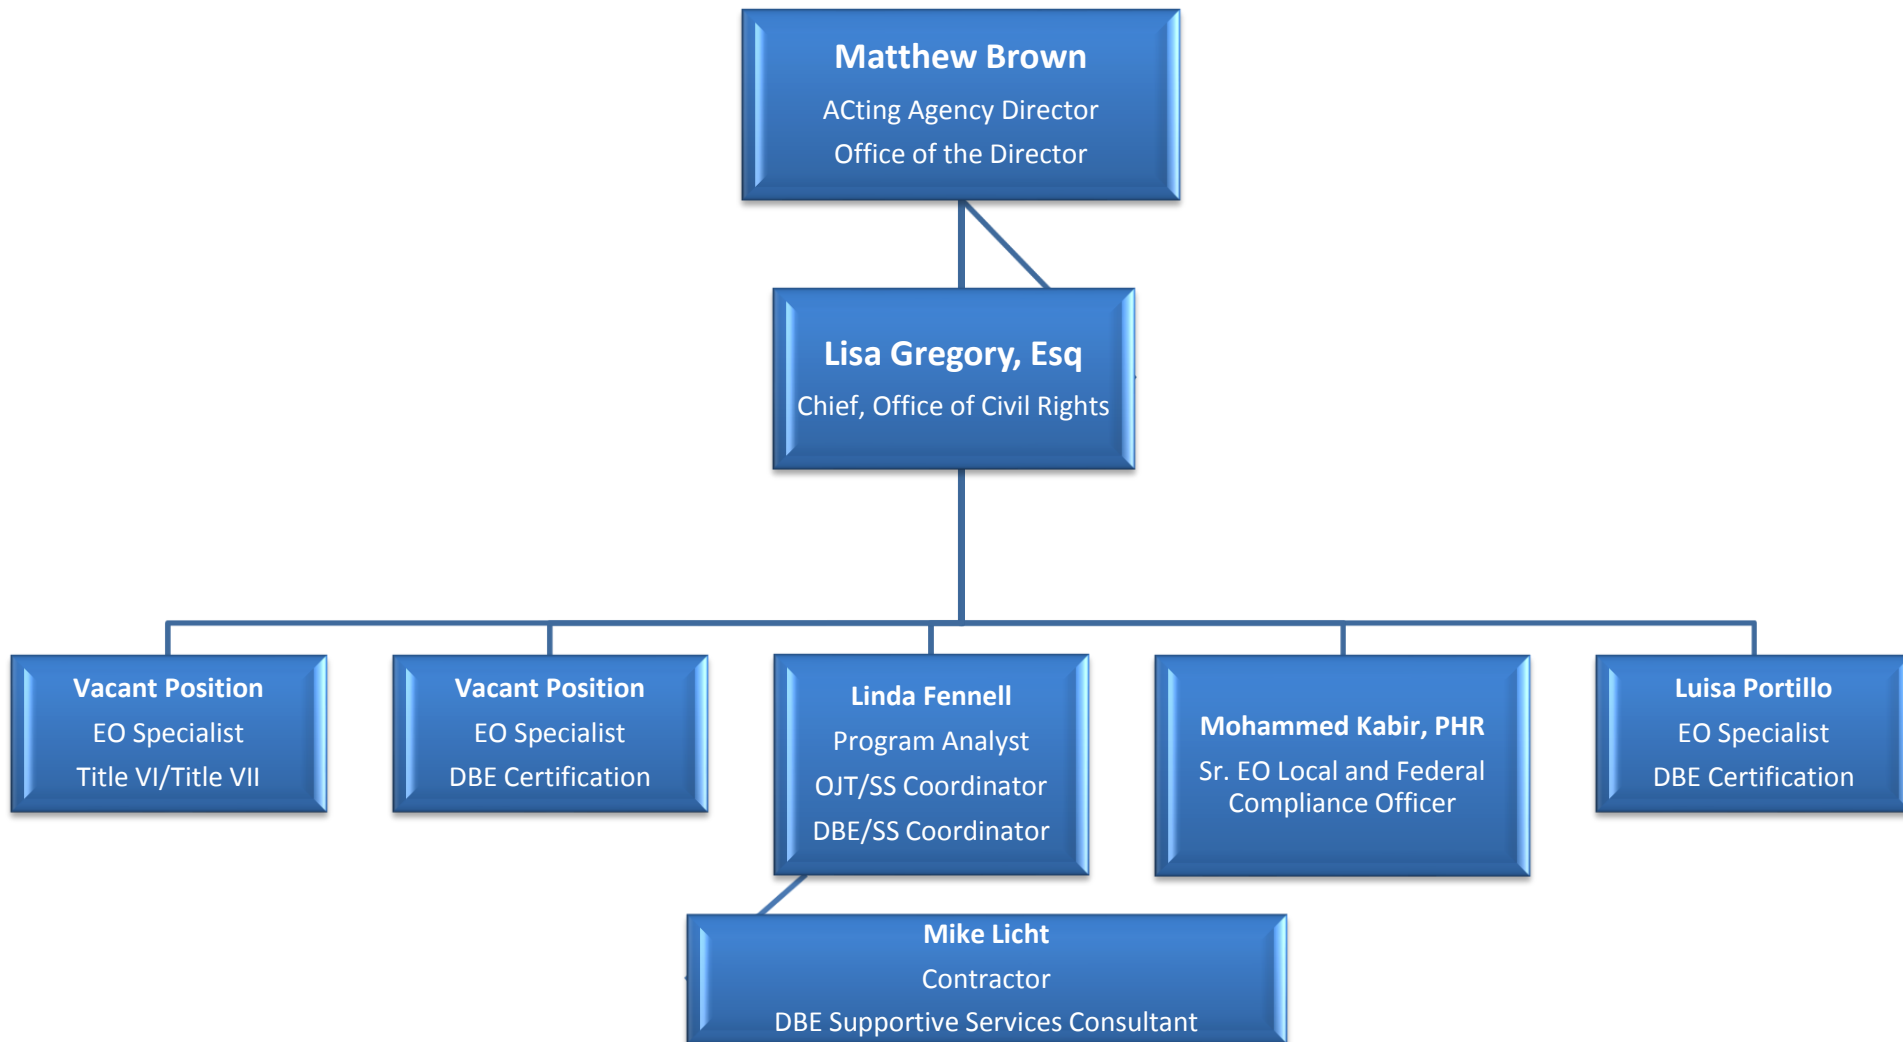 Matthew Brown
ACting Agency Director
Office of the Director
Lisa Gregory, Esq
Chief, Office of Civil Rights
Vacant Position
EO Specialist
Title VI/Title VII
Vacant Position
EO Specialist
DBE Certification
Linda Fennell
Program Analyst
OJT/SS Coordinator
DBE/SS Coordinator
Mohammed Kabir, PHR
Sr. EO Local and Federal
Compliance Officer
Luisa Portillo
EO Specialist
DBE Certification
Mike Licht
Contractor
DBE Supportive Services Consultant